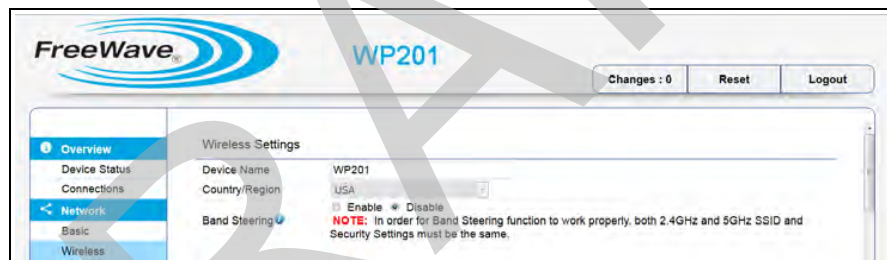 FreeWave®
WP201
Changes : 0 Reset Logout
Overview
Device Status
Connections
Network
Basic
Wireless
Wireless Settings
Device Name WP201
Country/Region USA
Band Steering Enable Disable
NOTE: In order for Band Steering function to work properly, both 2.4GHz and 5GHz SSID and
Security Settings must be the same.